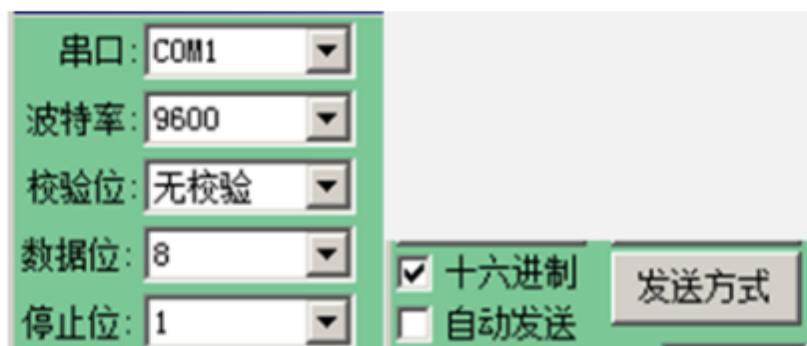 串口: COM1
波特率: 9600
校验位: 无校验
数据位: 8
停止位: 1
十六进制
发送方式
自动发送